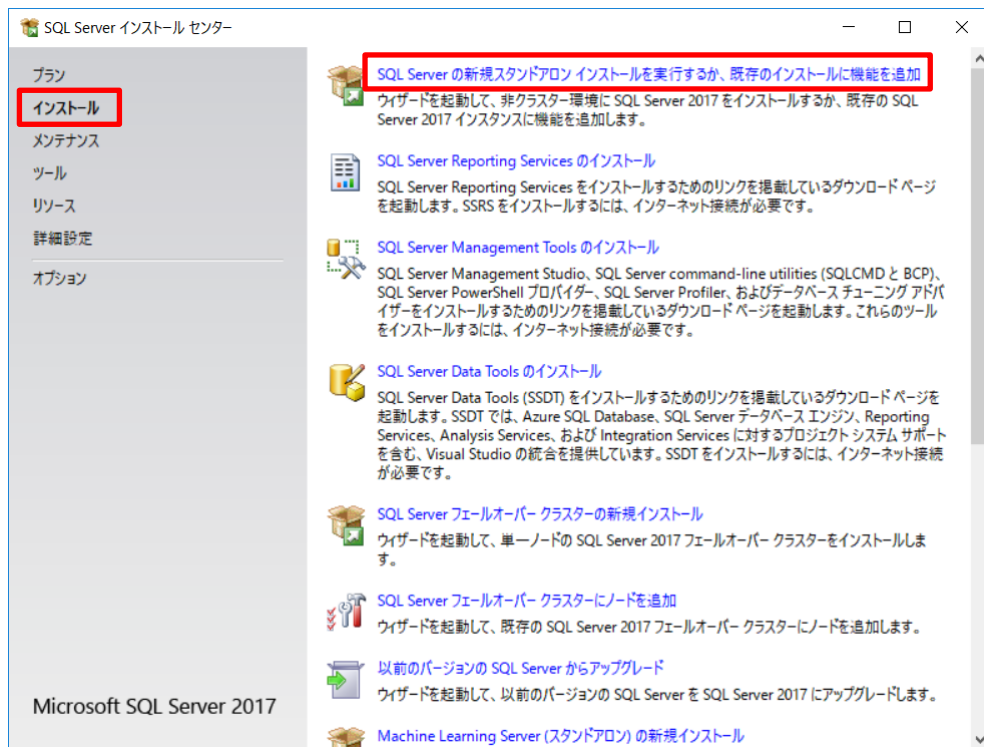 SQL Server インストール センター
プラン
インストール
メンテナンス
ツール
リソース
詳細設定
オプション
Microsoft SQL Server 2017
SQL Server の新規スタンドアロン インストールを実行するか、既存のインストールに機能を追加
ウィザードを起動して、非クラスター環境に SQL Server 2017 をインストールするか、既存の SQL
Server 2017 インスタンスに機能を追加します。
SQL Server Reporting Services のインストール
SQL Server Reporting Services をインストールするためのリンクを掲載しているダウンロード ページ
を起動します。SSRS をインストールするには、インターネット接続が必要です。
SQL Server Management Tools のインストール
SQL Server Management Studio、SQL Server command-line utilities (SQLCMD と BCP)、
SQL Server PowerShell プロバイダー、SQL Server Profiler、およびデータベース チューニング アドバ
イザーをインストールするためのリンクを掲載しているダウンロード ページを起動します。これらのツール
をインストールするには、インターネット接続が必要です。
SQL Server Data Tools のインストール
SQL Server Data Tools (SSDT) をインストールするためのリンクを掲載しているダウンロード ページを
起動します。SSDT では、Azure SQL Database、SQL Server データベース エンジン、Reporting
Services、Analysis Services、および Integration Services に対するプロジェクト システム サポート
を含む、Visual Studio の統合を提供しています。SSDT をインストールするには、インターネット接続
が必要です。
SQL Server フェールオーバー クラスターの新規インストール
ウィザードを起動して、単一ノードの SQL Server 2017 フェールオーバー クラスターをインストールしま
す。
SQL Server フェールオーバー クラスターにノードを追加
ウィザードを起動して、既存の SQL Server 2017 フェールオーバー クラスターにノードを追加します。
以前のバージョンの SQL Server からアップグレード
ウィザードを起動して、以前のバージョンの SQL Server を SQL Server 2017 にアップグレードします。
Machine Learning Server (スタンドアロン) の新規インストール